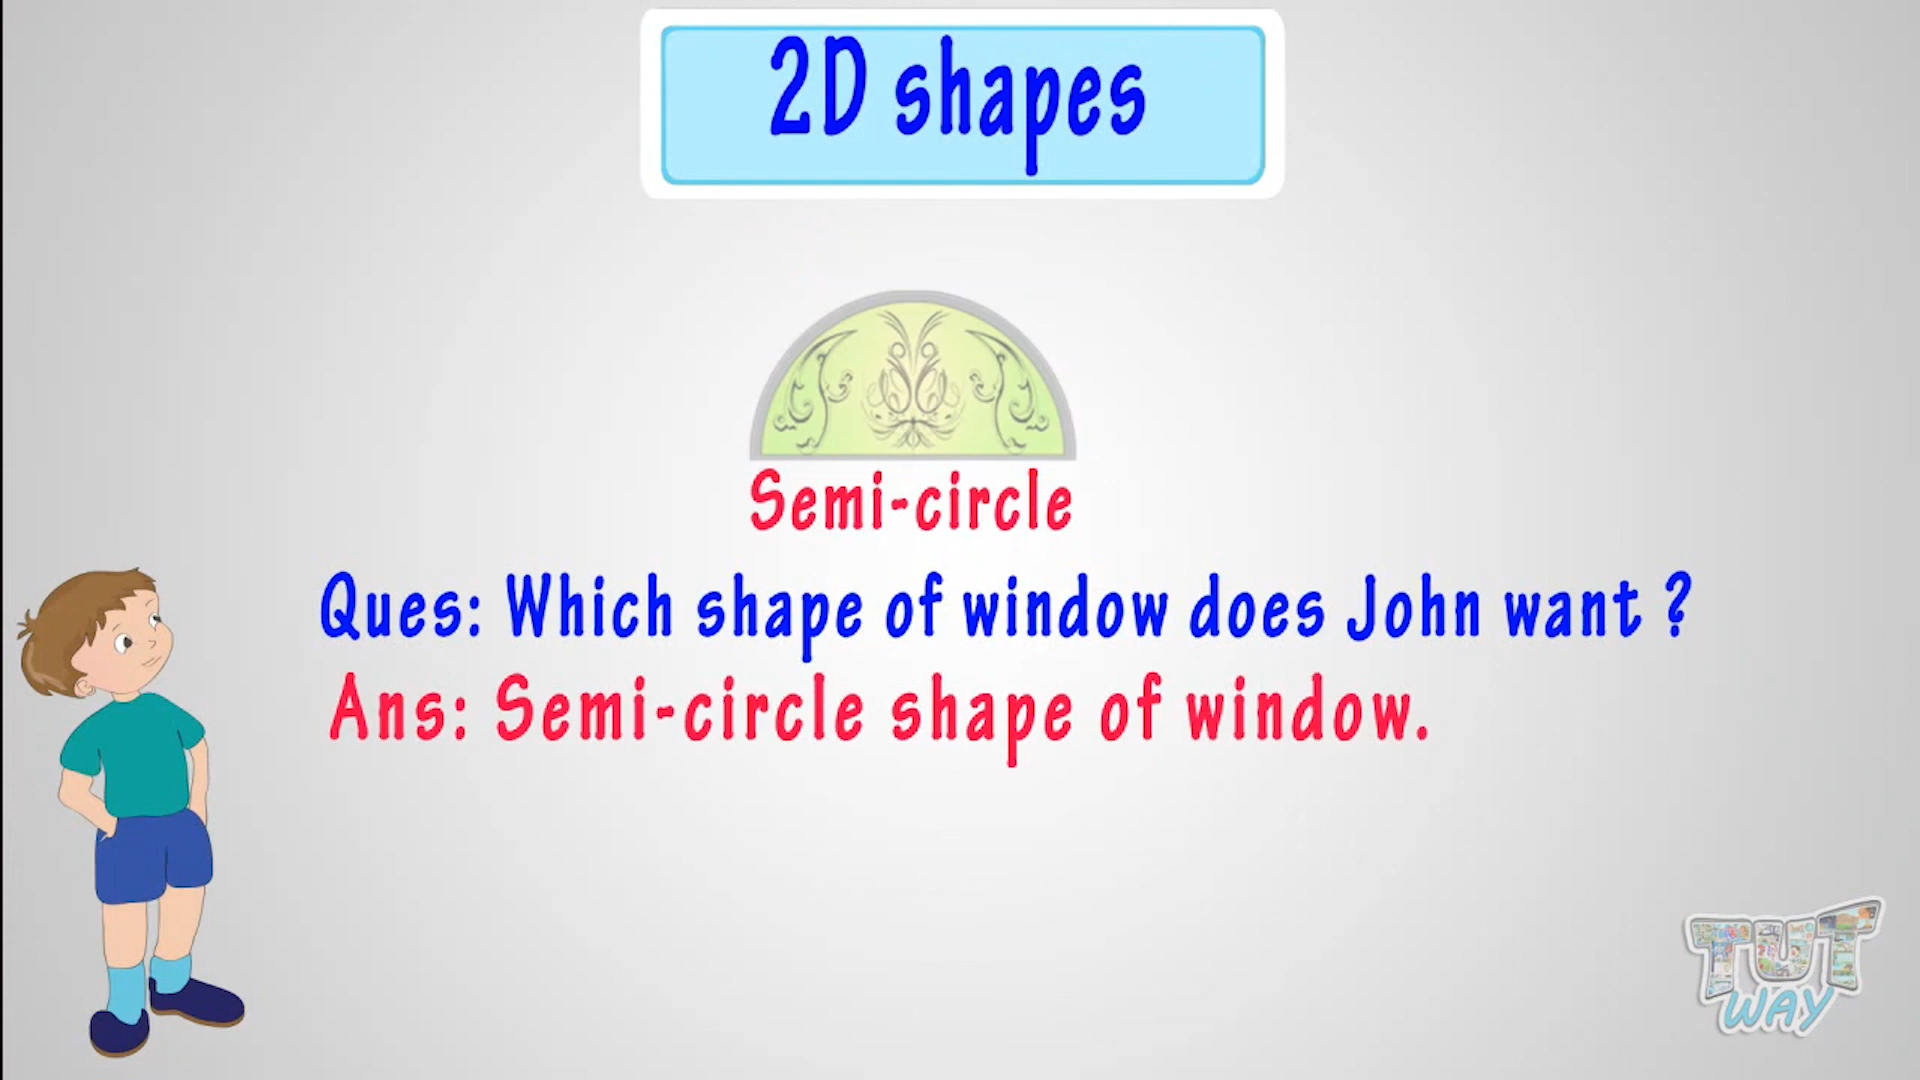 2D shapes
Semi-circle
Ques: Which shape of window does John want ?
Ans: Semi-circle shape of window.
TUT
WAY